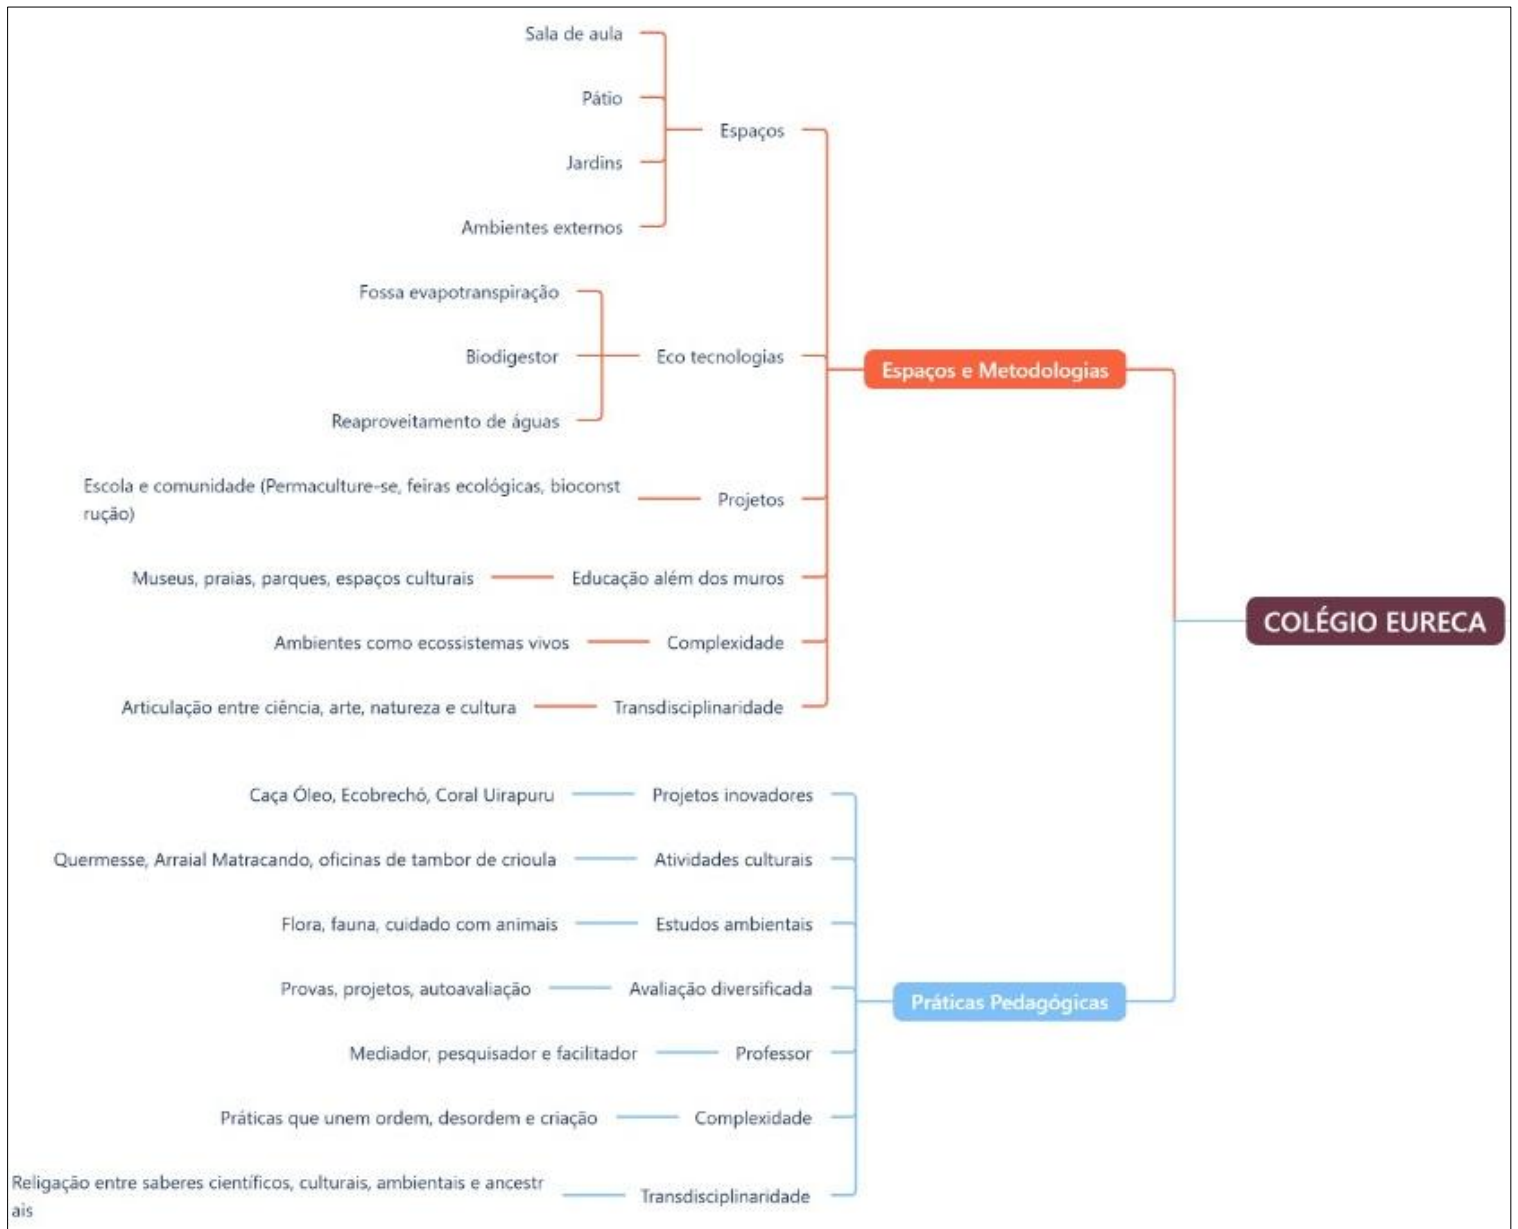 Sala de aula
Pátio
Espaços
Jardins
Ambientes externos
Fossa evapotranspiração
Biodigestor
Eco tecnologias
Reaproveitamento de águas
Espaços e Metodologias
Escola e comunidade (Permaculture-se, feiras ecológicas, bioconst
rução)
Projetos
Museus, praias, parques, espaços culturais
Educação além dos muros
Ambientes como ecossistemas vivos
Complexidade
Articulação entre ciência, arte, natureza e cultura
Transdisciplinaridade
COLÉGIO EURECA
Caça Óleo, Ecobrechó, Coral Uirapuru
Projetos inovadores
Quermesse, Arraial Matracando, oficinas de tambor de crioula
Atividades culturais
Flora, fauna, cuidado com animais
Estudos ambientais
Provas, projetos, autoavaliação
Avaliação diversificada
Práticas Pedagógicas
Mediador, pesquisador e facilitador
Professor
Práticas que unem ordem, desordem e criação
Complexidade
Religação entre saberes científicos, culturais, ambientais e ancestr
ais
Transdisciplinaridade